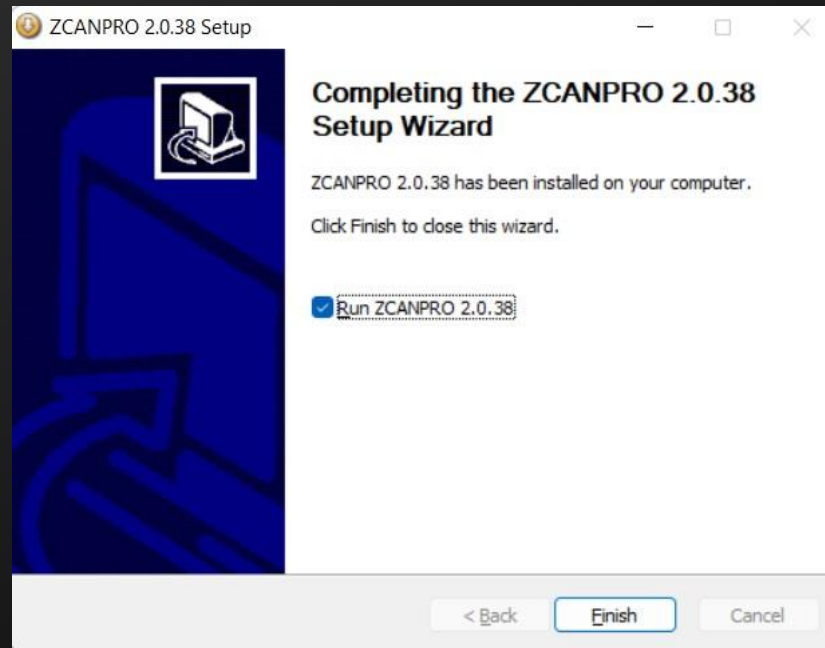 ZCANPRO 2.0.38 Setup
Completing the ZCANPRO 2.0.38
Setup Wizard
ZCANPRO 2.0.38 has been installed on your computer.
Click Finish to close this wizard.
Run ZCANPRO 2.0.38
< Back Finish Cancel